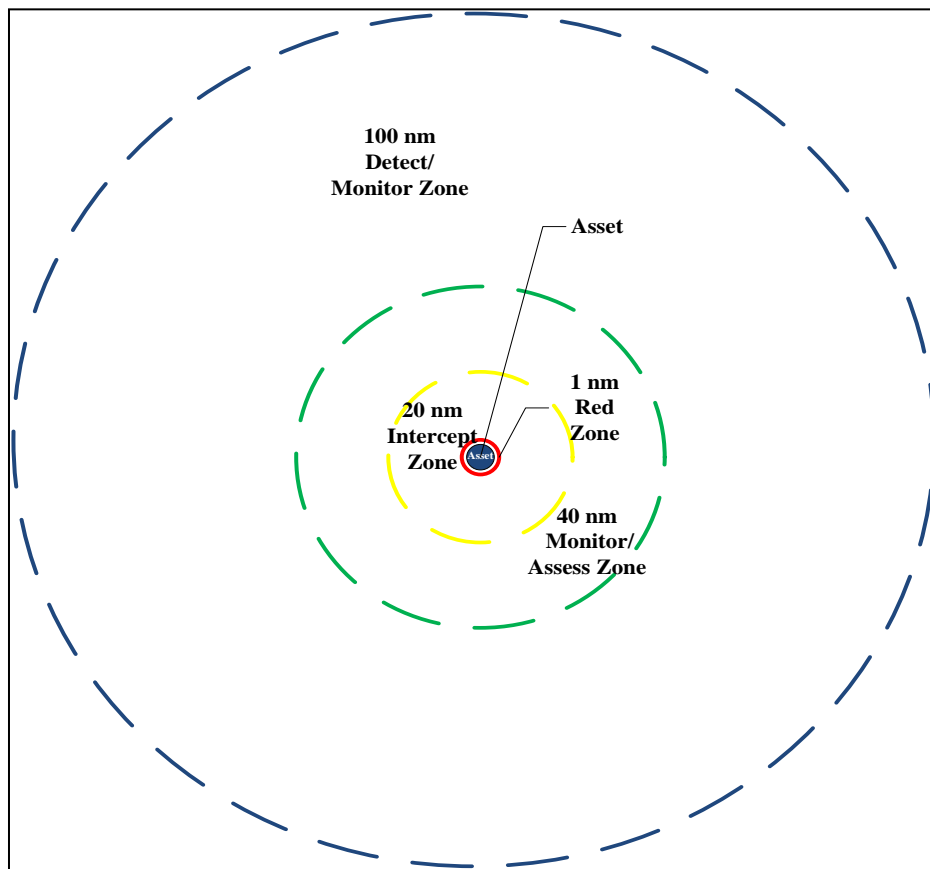 100 nm
Detect/
Monitor Zone
Asset
1 nm
Red
Zone
20 nm
Intercept
Zone
Asset
40 nm
Monitor/
Assess Zone